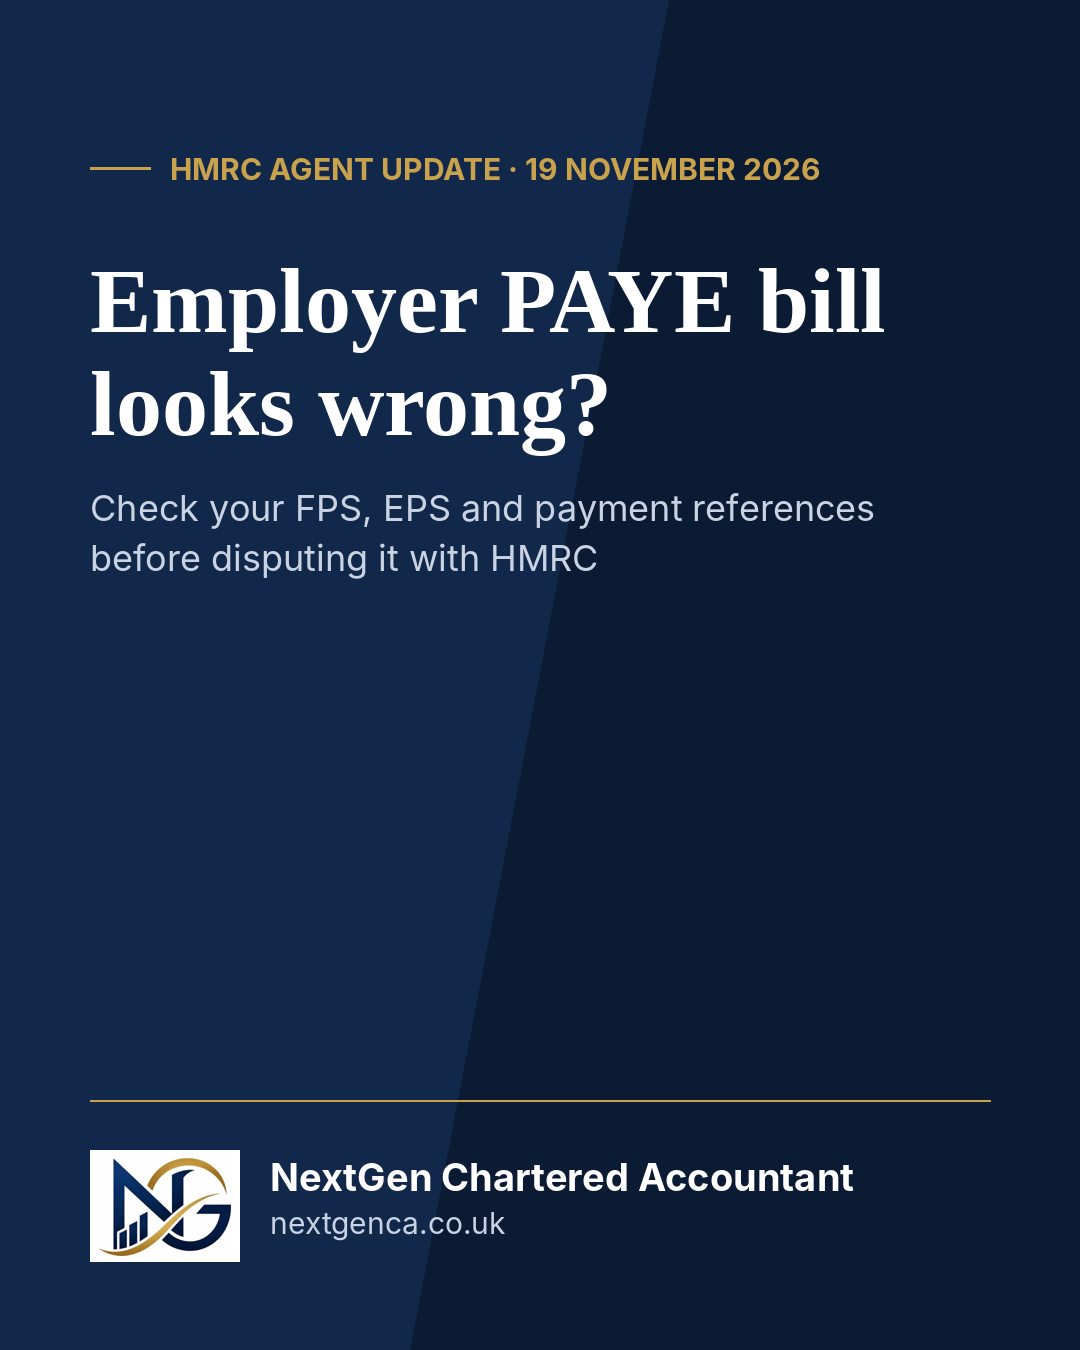 HMRC AGENT UPDATE · 19 NOVEMBER 2026
Employer PAYE bill
looks wrong?
Check your FPS, EPS and payment references
before disputing it with HMRC
NG
NextGen Chartered Accountant
nextgenca.co.uk